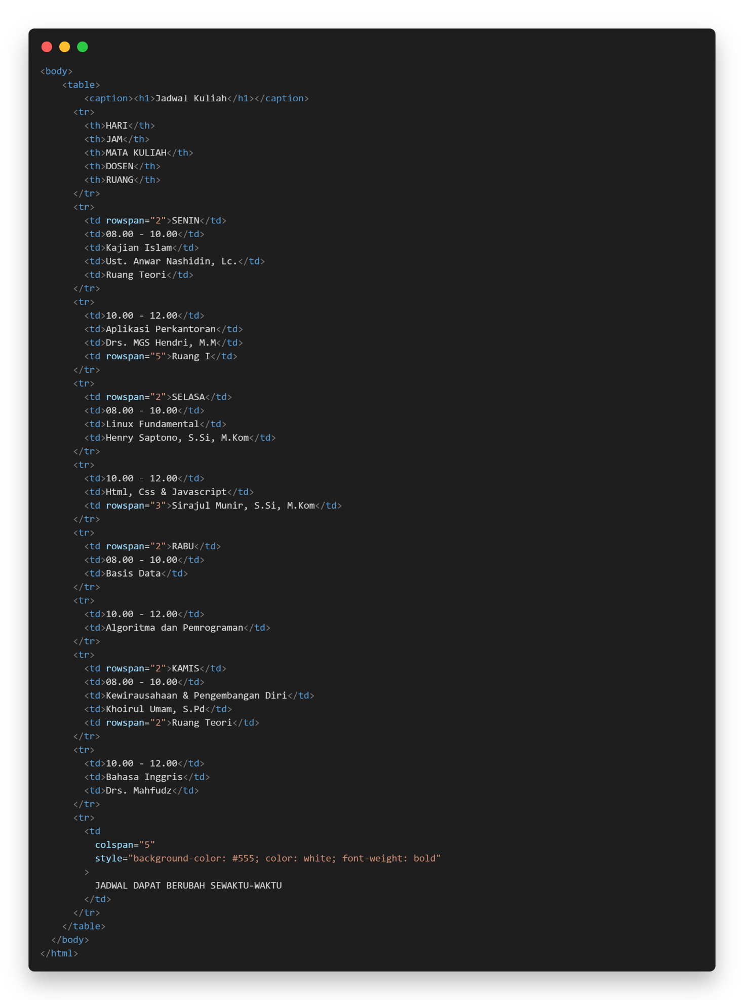 <body>
    <table>
        <caption><h1>Jadwal Kuliah</h1></caption>
      <tr>
        <th>HARI</th>
        <th>JAM</th>
        <th>MATA KULIAH</th>
        <th>DOSEN</th>
        <th>RUANG</th>
      </tr>
      <tr>
        <td rowspan="2">SENIN</td>
        <td>08.00 - 10.00</td>
        <td>Kajian Islam</td>
        <td>Ust. Anwar Nashidin, Lc.</td>
        <td>Ruang Teori</td>
      </tr>
      <tr>
        <td>10.00 - 12.00</td>
        <td>Aplikasi Perkantoran</td>
        <td>Drs. MGS Hendri, M.M</td>
        <td rowspan="5">Ruang I</td>
      </tr>
      <tr>
        <td rowspan="2">SELASA</td>
        <td>08.00 - 10.00</td>
        <td>Linux Fundamental</td>
        <td>Henry Saptono, S.Si, M.Kom</td>
      </tr>
      <tr>
        <td>10.00 - 12.00</td>
        <td>Html, Css & Javascript</td>
        <td rowspan="3">Sirajul Munir, S.Si, M.Kom</td>
      </tr>
      <tr>
        <td rowspan="2">RABU</td>
        <td>08.00 - 10.00</td>
        <td>Basis Data</td>
      </tr>
      <tr>
        <td>10.00 - 12.00</td>
        <td>Algoritma dan Pemrograman</td>
      </tr>
      <tr>
        <td rowspan="2">KAMIS</td>
        <td>08.00 - 10.00</td>
        <td>Kewirausahaan & Pengembangan Diri</td>
        <td>Khoirul Umam, S.Pd</td>
        <td rowspan="2">Ruang Teori</td>
      </tr>
      <tr>
        <td>10.00 - 12.00</td>
        <td>Bahasa Inggris</td>
        <td>Drs. Mahfudz</td>
      </tr>
      <tr>
        <td
          colspan="5"
          style="background-color: #555; color: white; font-weight: bold"
        >
          JADWAL DAPAT BERUBAH SEWAKTU-WAKTU
        </td>
      </tr>
    </table>
  </body>
</html>